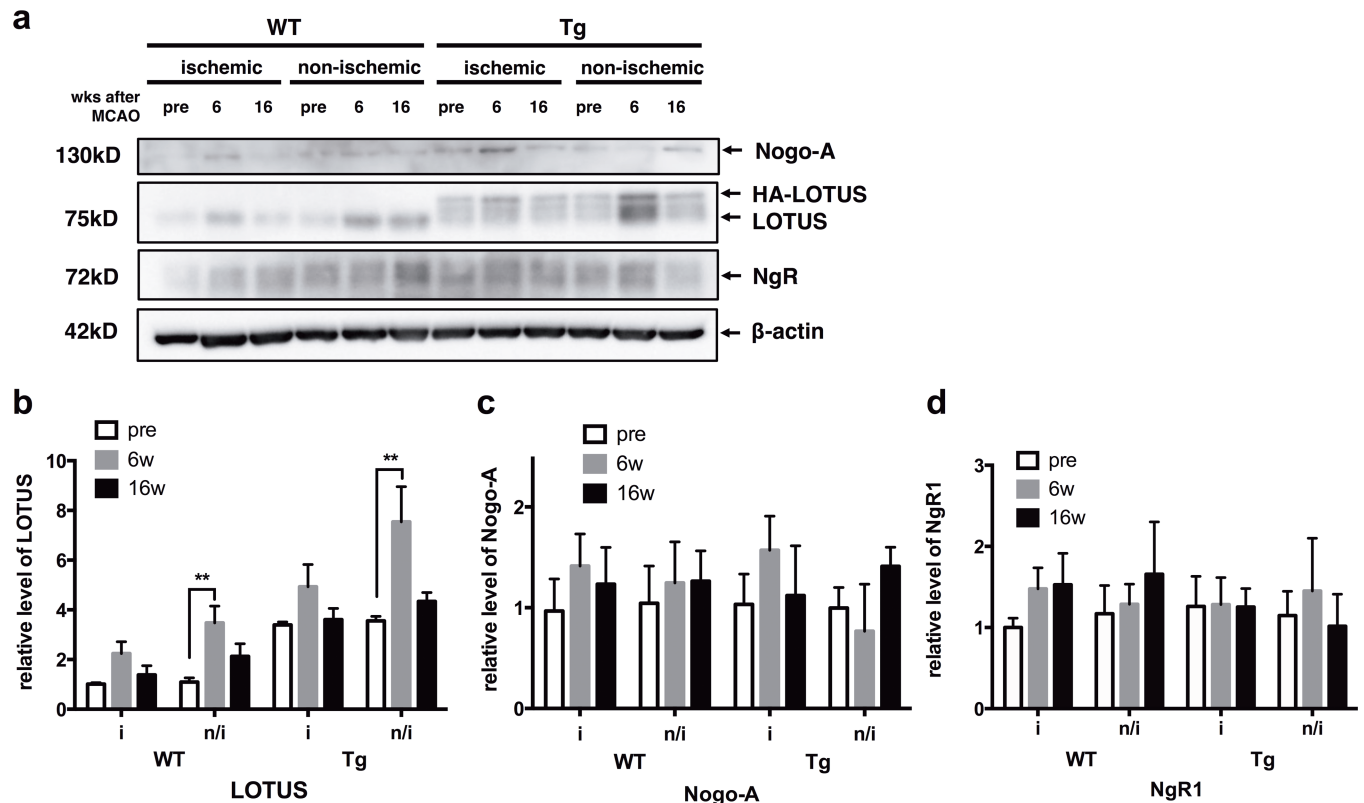 a
WT Tg
ischemic non-ischemic ischemic non-ischemic
wks after
MCAO
pre 6 16 pre 6 16 pre 6 16 pre 6 16
130kD Nogo-A
HA-LOTUS
75kD LOTUS
72kD NgR
42kD β-actin
b
pre
6w
16w
relative level of LOTUS
10
8
6
4
2
0
** **
i n/i i n/i
WT Tg
LOTUS
c
pre
6w
16w
relative level of Nogo-A
2
1
0
i n/i i n/i
WT Tg
Nogo-A
d
pre
6w
16w
relative level of NgR1
3
2
1
0
i n/i i n/i
WT Tg
NgR1